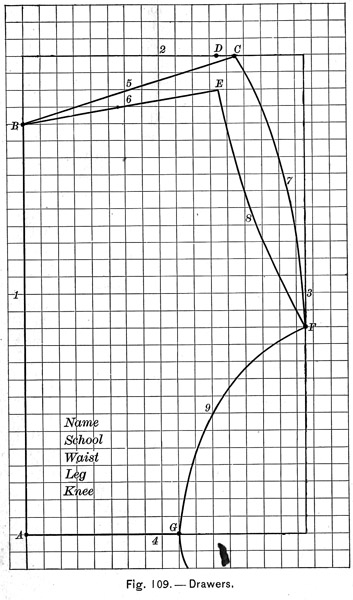 2 D C
5
E
6
B
7
8
1 3
F
9
Name
School
Waist
Leg
Knee
A G
4
Fig. 109. — Drawers.